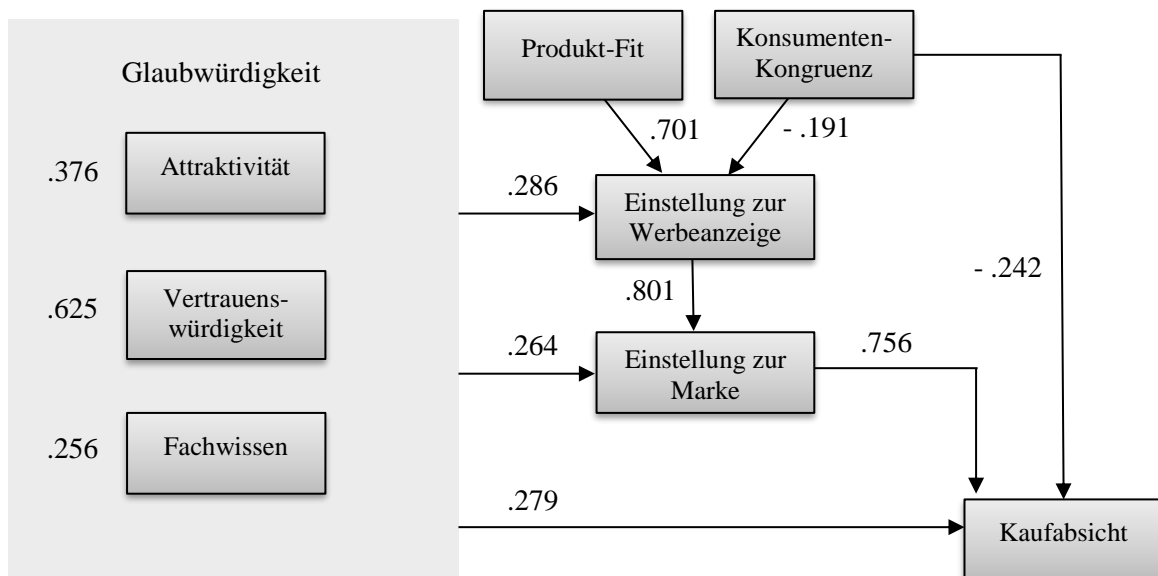 Glaubwürdigkeit
.376
Attraktivität
.625
Vertrauens-
würdigkeit
.256
Fachwissen
Produkt-Fit
Konsumenten-
Kongruenz
.701
- .191
.286
Einstellung zur
Werbeanzeige
.801
- .242
.264
Einstellung zur
Marke
.756
.279
Kaufabsicht